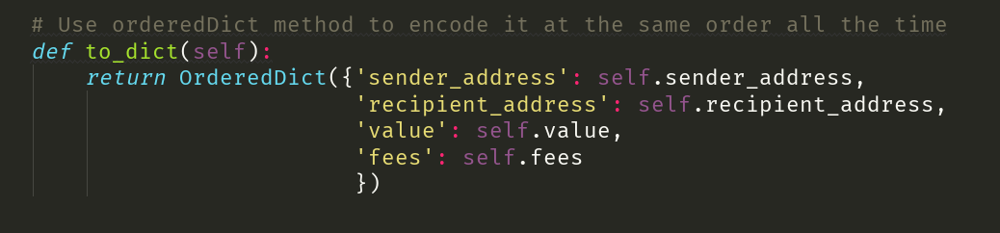 # Use orderedDict method to encode it at the same order all the time
def to_dict(self):
    return OrderedDict({'sender_address': self.sender_address,
                        'recipient_address': self.recipient_address,
                        'value': self.value,
                        'fees': self.fees
                        })